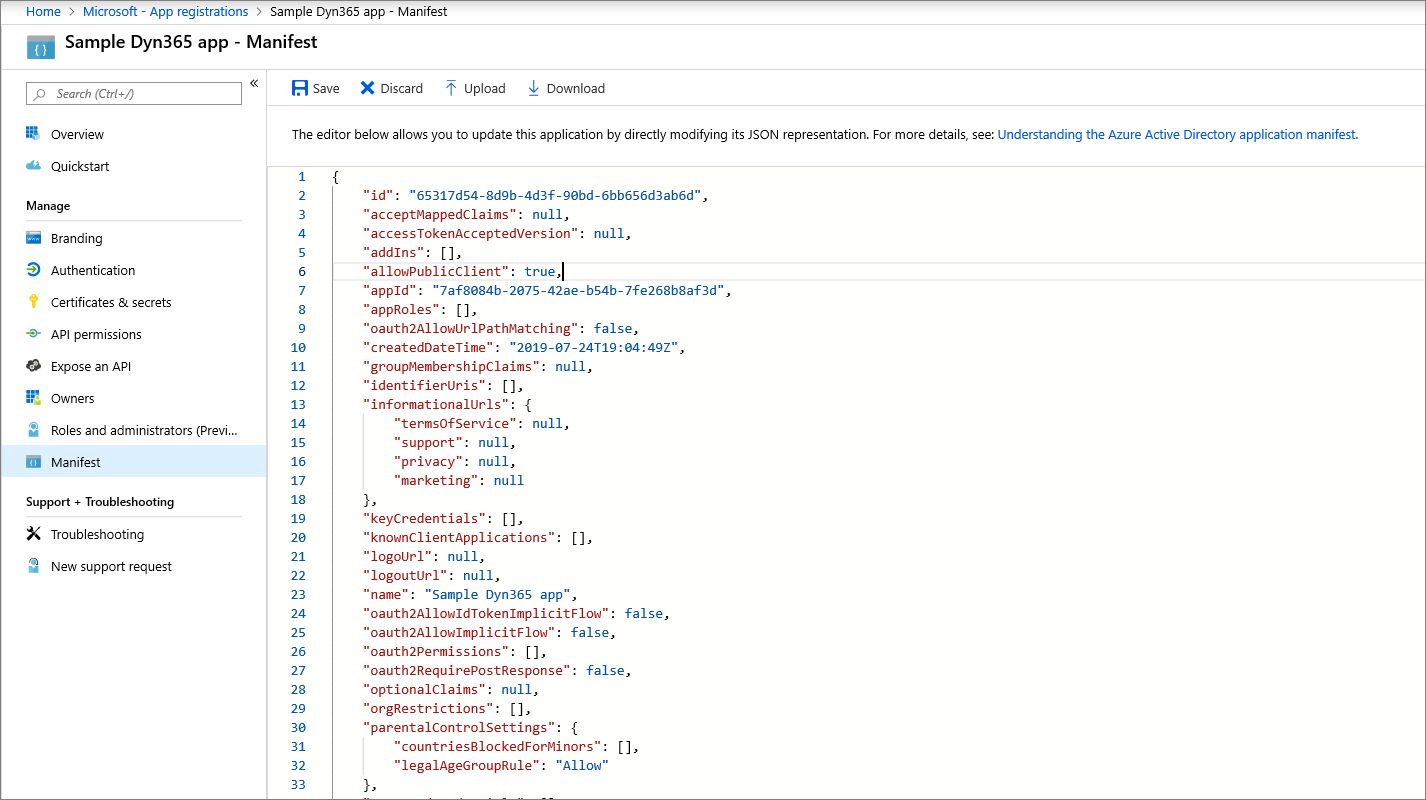 Home > Microsoft - App registrations > Sample Dyn365 app - Manifest
Sample Dyn365 app - Manifest
Search (Ctrl+/)
«
Overview
Quickstart
Manage
Branding
Authentication
Certificates & secrets
API permissions
Expose an API
Owners
Roles and administrators (Previ...
Manifest
Support + Troubleshooting
Troubleshooting
New support request
Save Discard Upload Download
The editor below allows you to update this application by directly modifying its JSON representation. For more details, see: Understanding the Azure Active Directory application manifest.
1 {
2 "id": "65317d54-8d9b-4d3f-90bd-6bb656d3ab6d",
3 "acceptMappedClaims": null,
4 "accessTokenAcceptedVersion": null,
5 "addIns": [],
6 "allowPublicClient": true,
7 "appId": "7af8084b-2075-42ae-b54b-7fe268b8af3d",
8 "appRoles": [],
9 "oauth2AllowUrlPathMatching": false,
10 "createdDateTime": "2019-07-24T19:04:49Z",
11 "groupMembershipClaims": null,
12 "identifierUris": [],
13 "informationalUrls": {
14 "termsOfService": null,
15 "support": null,
16 "privacy": null,
17 "marketing": null
18 },
19 "keyCredentials": [],
20 "knownClientApplications": [],
21 "logoUrl": null,
22 "logoutUrl": null,
23 "name": "Sample Dyn365 app",
24 "oauth2AllowIdTokenImplicitFlow": false,
25 "oauth2AllowImplicitFlow": false,
26 "oauth2Permissions": [],
27 "oauth2RequirePostResponse": false,
28 "optionalClaims": null,
29 "orgRestrictions": [],
30 "parentalControlSettings": {
31 "countriesBlockedForMinors": [],
32 "legalAgeGroupRule": "Allow"
33 },